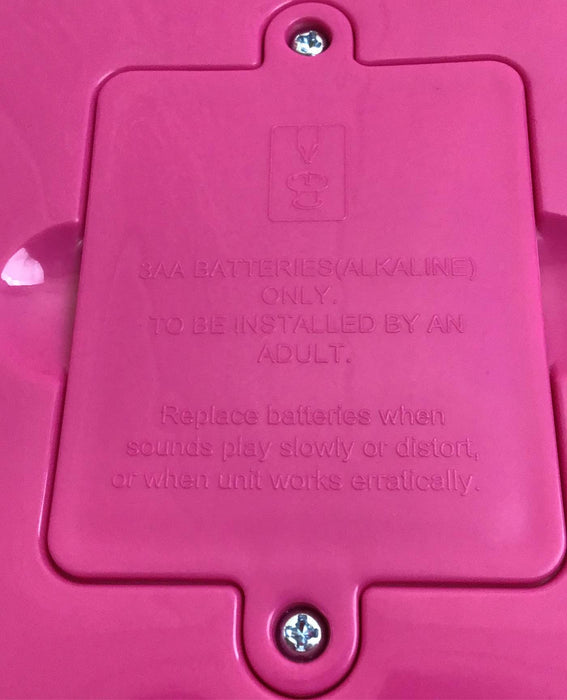 3AA BATTERIES(ALKALINE)
ONLY.
TO BE INSTALLED BY AN
ADULT.
Replace batteries when
sounds play slowly or distort,
or when unit works erratically.